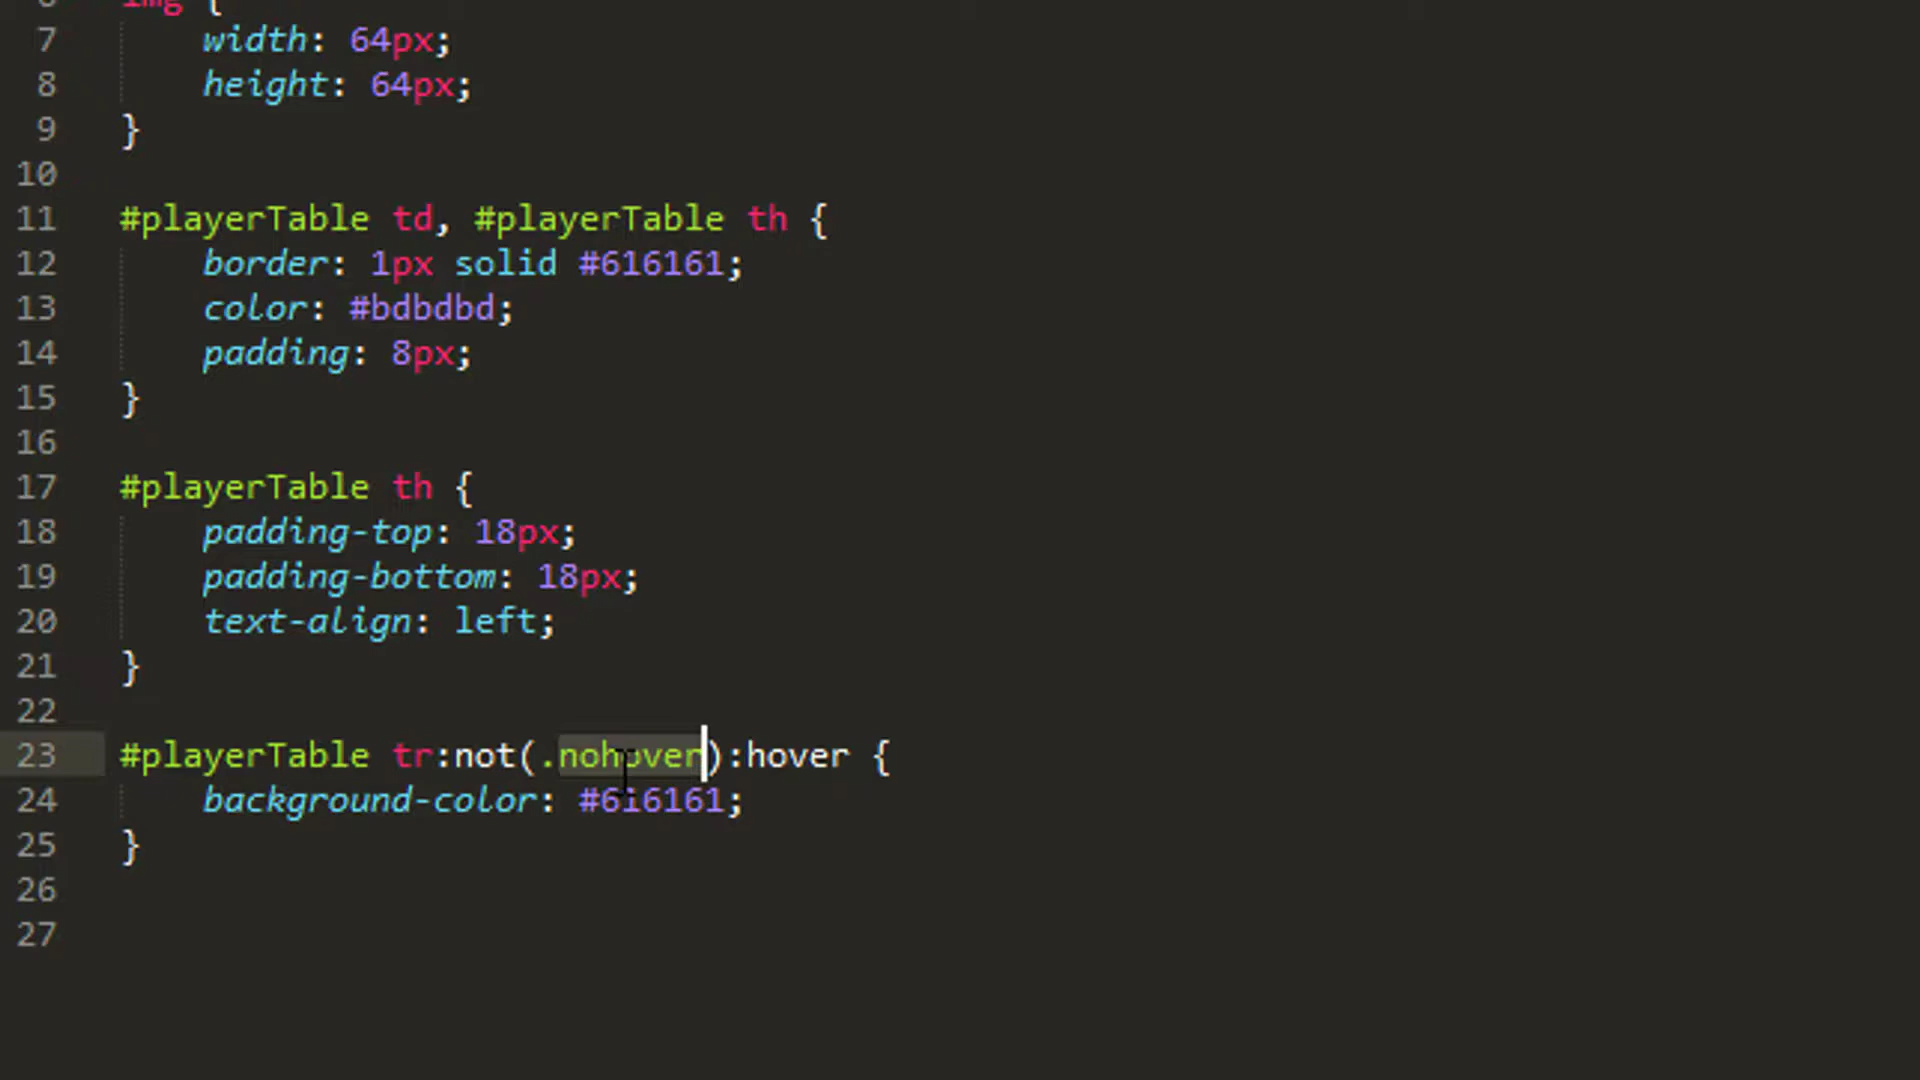 6 img {
7 width: 64px;
8 height: 64px;
9 }
10
11 #playerTable td, #playerTable th {
12 border: 1px solid #616161;
13 color: #bdbdbd;
14 padding: 8px;
15 }
16
17 #playerTable th {
18 padding-top: 18px;
19 padding-bottom: 18px;
20 text-align: left;
21 }
22
23 #playerTable tr:not(.nohover):hover {
24 background-color: #616161;
25 }
26
27